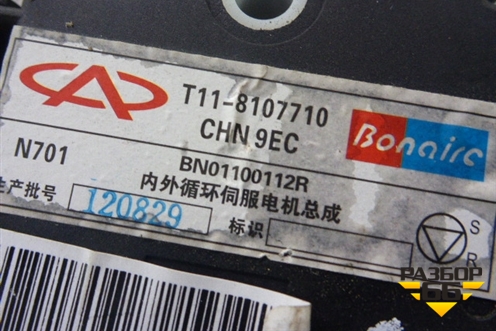 T11-8107710
CHN 9EC
Bonaire
N701
BN01100112R
内外循环伺服电机总成
生产批号 120829
标识
S
R
РАЗБОР
66